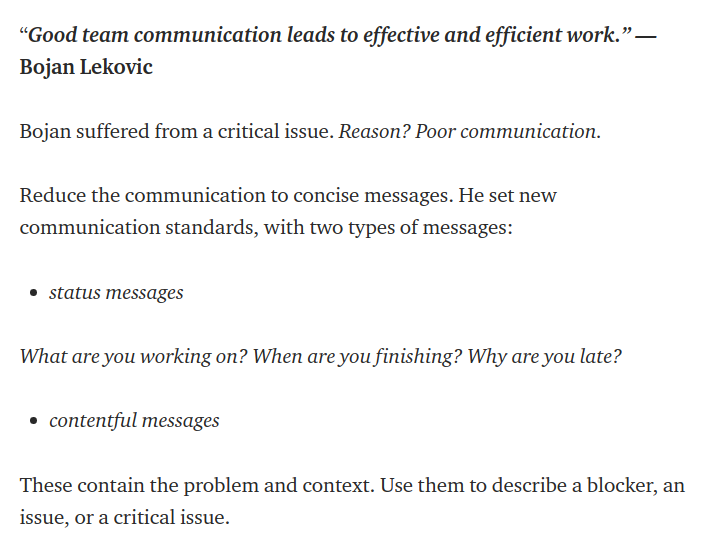 “Good team communication leads to effective and efficient work.” —
Bojan Lekovic
Bojan suffered from a critical issue. Reason? Poor communication.
Reduce the communication to concise messages. He set new
communication standards, with two types of messages:
• status messages
What are you working on? When are you finishing? Why are you late?
• contentful messages
These contain the problem and context. Use them to describe a blocker, an
issue, or a critical issue.